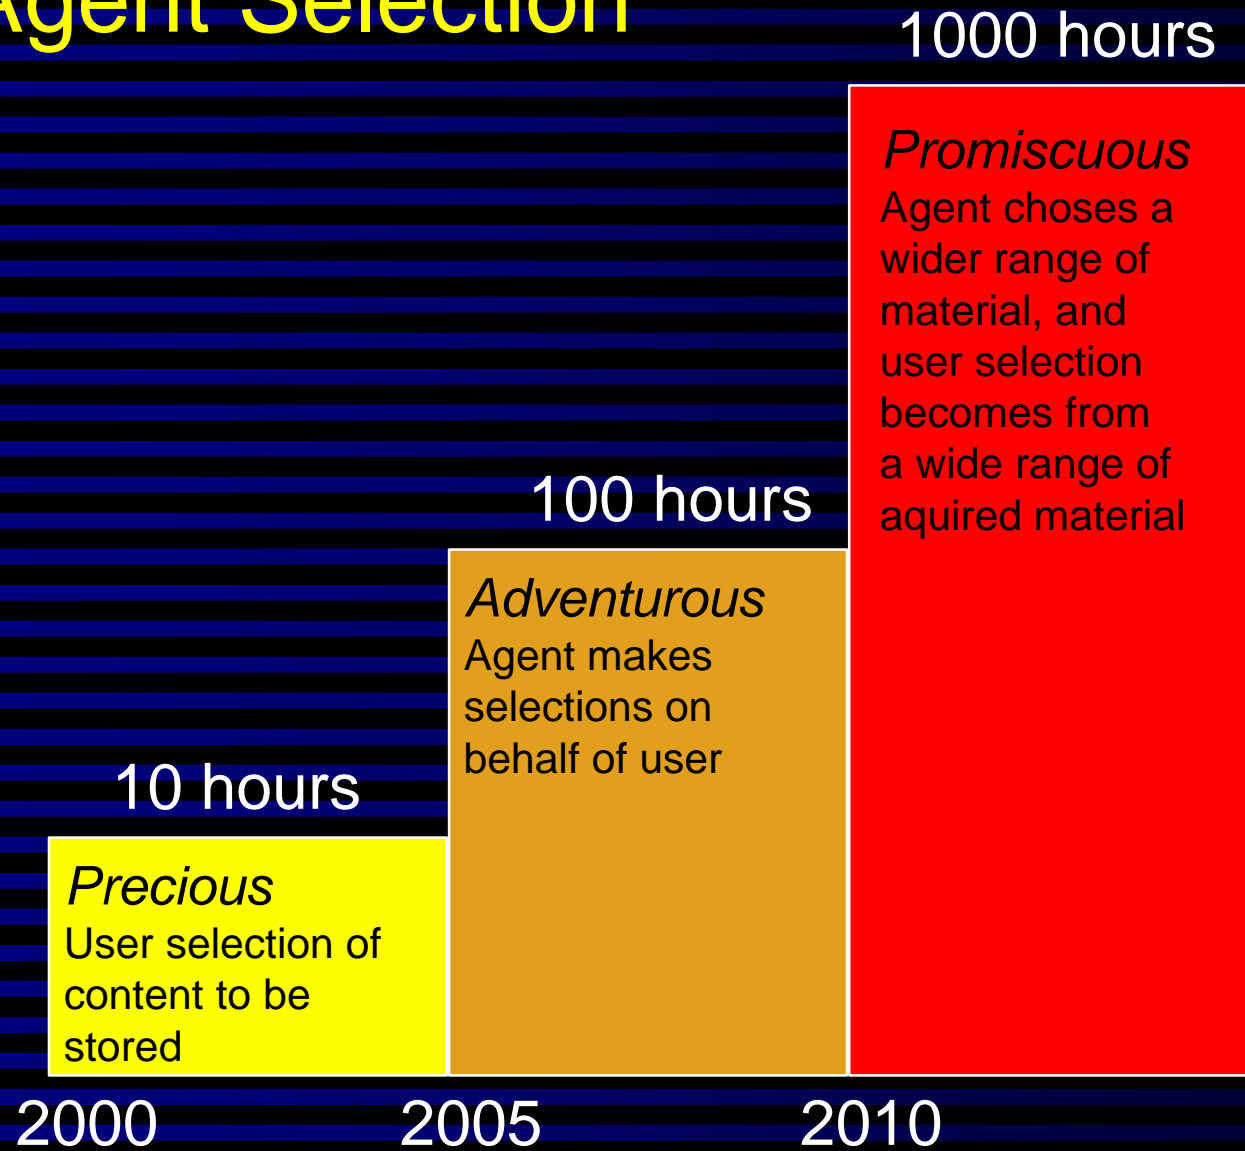 Agent Selection
1000 hours
Promiscuous
Agent choses a
wider range of
material, and
user selection
becomes from
a wide range of
aquired material
100 hours
Adventurous
Agent makes
selections on
behalf of user
10 hours
Precious
User selection of
content to be
stored
2000 2005 2010